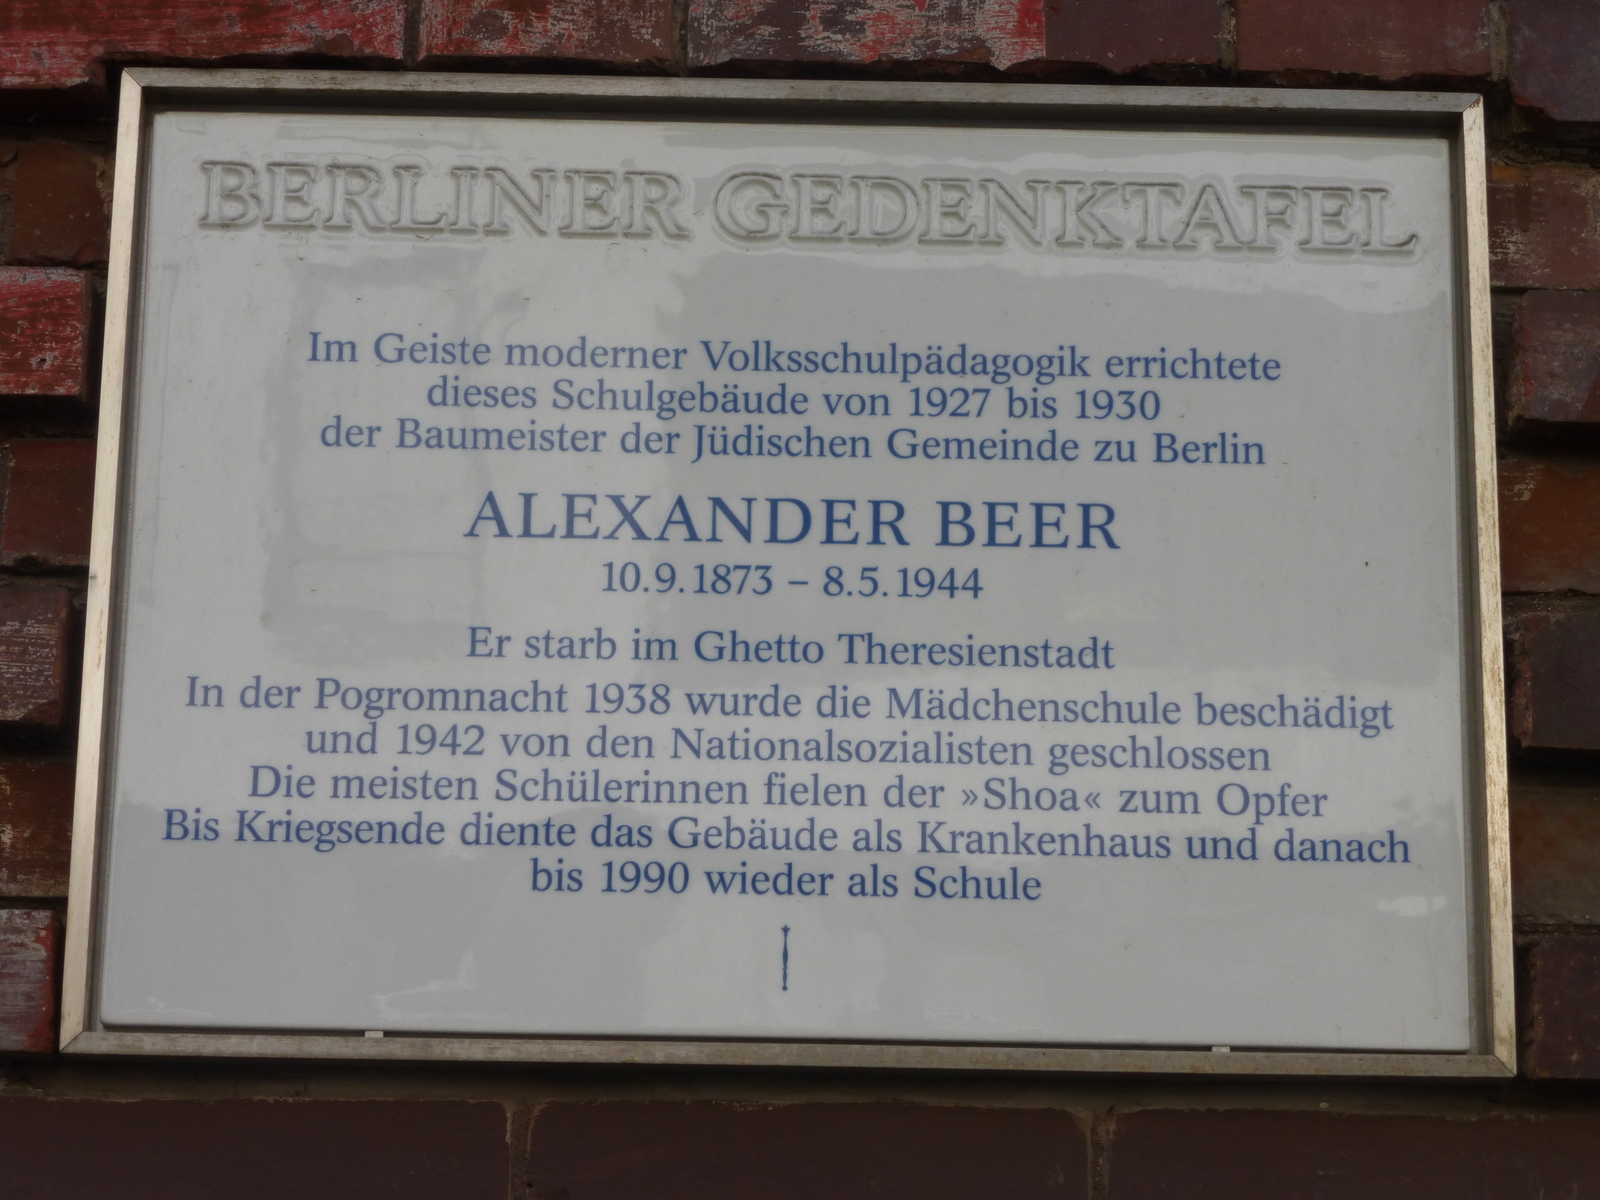 BERLINER GEDENKTAFEL
Im Geiste moderner Volksschulpädagogik errichtete
dieses Schulgebäude von 1927 bis 1930
der Baumeister der Jüdischen Gemeinde zu Berlin
ALEXANDER BEER
10.9.1873 – 8.5.1944
Er starb im Ghetto Theresienstadt
In der Pogromnacht 1938 wurde die Mädchenschule beschädigt
und 1942 von den Nationalsozialisten geschlossen
Die meisten Schülerinnen fielen der »Shoa« zum Opfer
Bis Kriegsende diente das Gebäude als Krankenhaus und danach
bis 1990 wieder als Schule